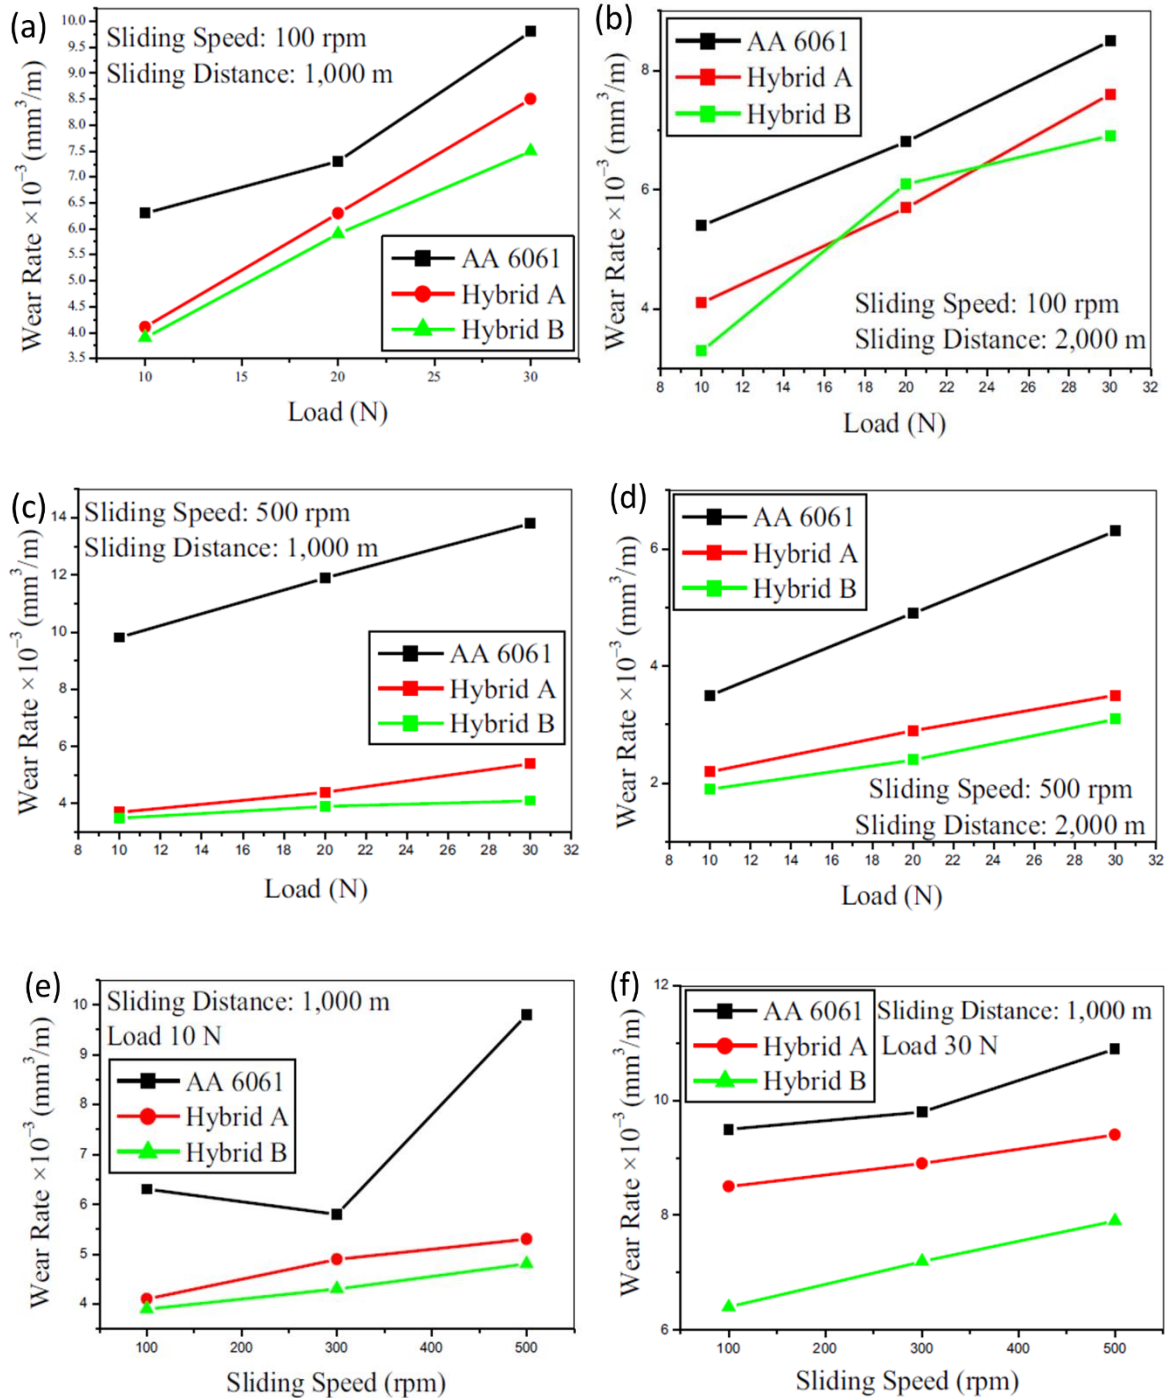 (a)
Sliding Speed: 100 rpm
Sliding Distance: 1,000 m
Wear Rate ×10⁻³ (mm³/m)
10.0
9.5
9.0
8.5
8.0
7.5
7.0
6.5
6.0
5.5
5.0
4.5
4.0
3.5
AA 6061
Hybrid A
Hybrid B
10 15 20 25 30
Load (N)
(b)
AA 6061
Hybrid A
Hybrid B
Wear Rate ×10⁻³ (mm³/m)
8
6
4
Sliding Speed: 100 rpm
Sliding Distance: 2,000 m
8 10 12 14 16 18 20 22 24 26 28 30 32
Load (N)
(c)
Sliding Speed: 500 rpm
Sliding Distance: 1,000 m
Wear Rate ×10⁻³ (mm³/m)
14
12
10
8
6
4
AA 6061
Hybrid A
Hybrid B
8 10 12 14 16 18 20 22 24 26 28 30 32
Load (N)
(d)
AA 6061
Hybrid A
Hybrid B
Wear Rate ×10⁻³ (mm³/m)
6
4
2
Sliding Speed: 500 rpm
Sliding Distance: 2,000 m
8 10 12 14 16 18 20 22 24 26 28 30 32
Load (N)
(e)
Sliding Distance: 1,000 m
Load 10 N
AA 6061
Hybrid A
Hybrid B
Wear Rate ×10⁻³ (mm³/m)
10
9
8
7
6
5
4
100 200 300 400 500
Sliding Speed (rpm)
(f)
AA 6061
Hybrid A
Hybrid B
Sliding Distance: 1,000 m
Load 30 N
Wear Rate ×10⁻³ (mm³/m)
12
10
8
6
100 200 300 400 500
Sliding Speed (rpm)